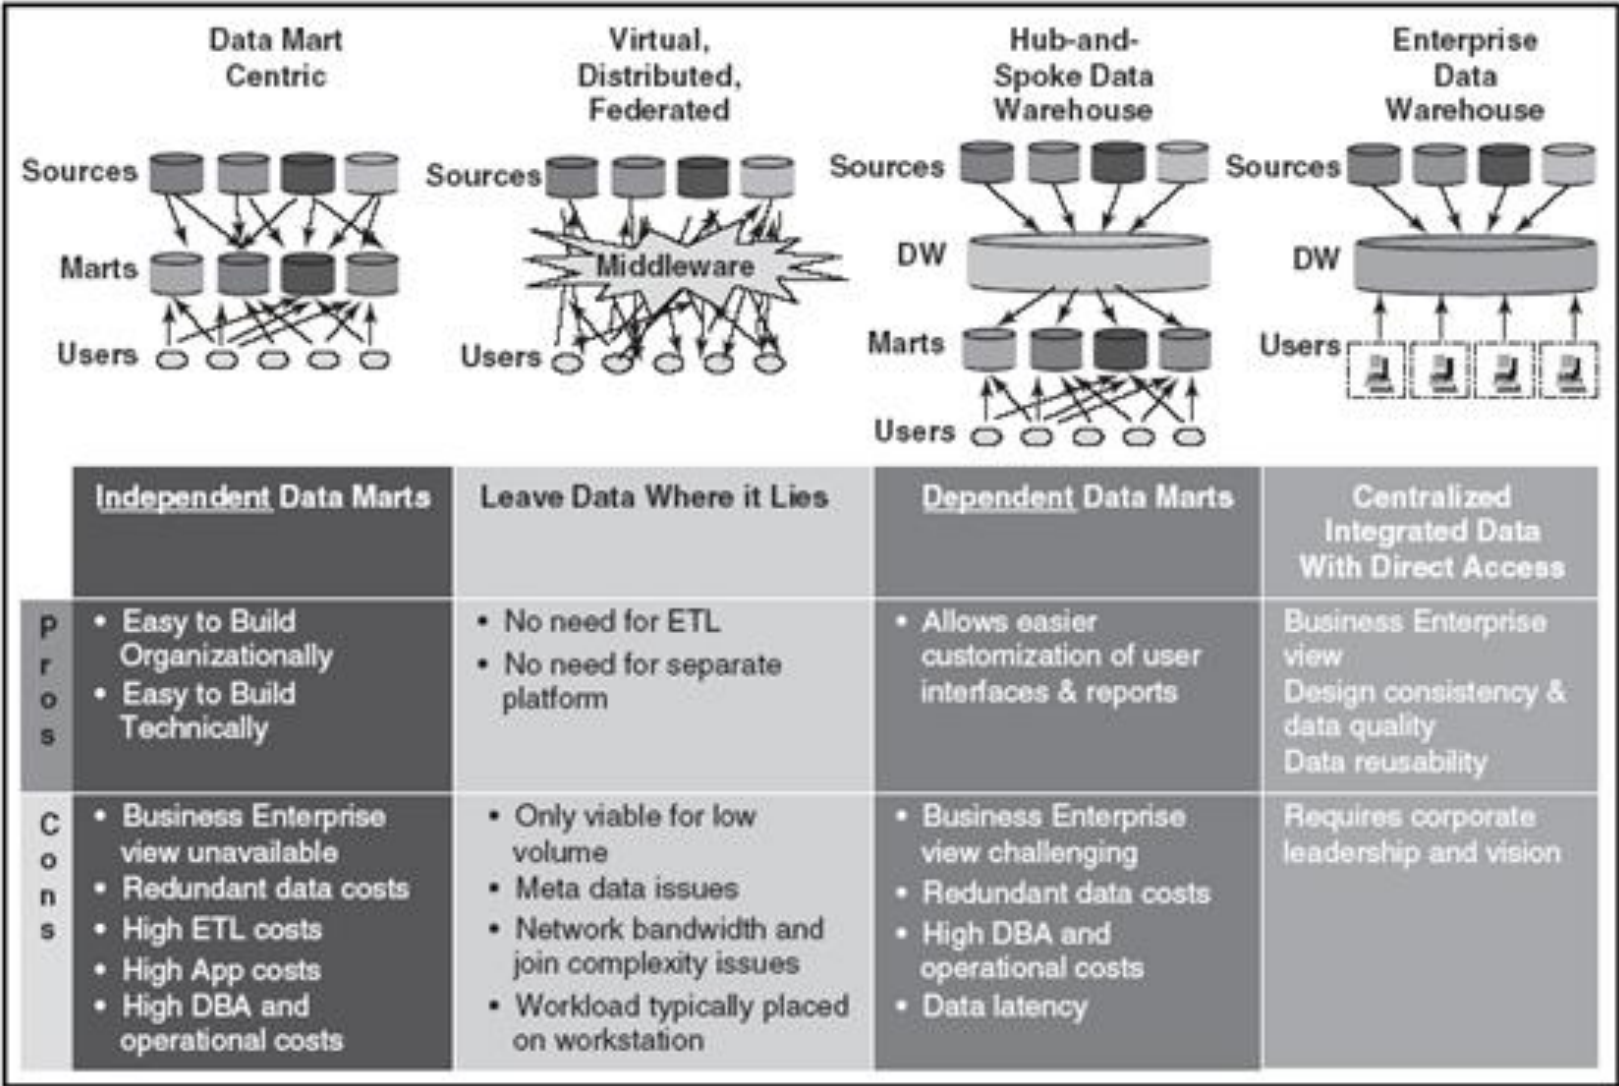 Data Mart
Centric
Sources
Marts
Users
Virtual,
Distributed,
Federated
Sources
Middleware
Users
Hub-and-
Spoke Data
Warehouse
Sources
DW
Marts
Users
Enterprise
Data
Warehouse
Sources
DW
Users
Independent Data Marts
Leave Data Where it Lies
Dependent Data Marts
Centralized
Integrated Data
With Direct Access
Pros
• Easy to Build
Organizationally
• Easy to Build
Technically
• No need for ETL
• No need for separate
platform
• Allows easier
customization of user
interfaces & reports
Business Enterprise
view
Design consistency &
data quality
Data reusability
Cons
• Business Enterprise
view unavailable
• Redundant data costs
• High ETL costs
• High App costs
• High DBA and
operational costs
• Only viable for low
volume
• Meta data issues
• Network bandwidth and
join complexity issues
• Workload typically placed
on workstation
• Business Enterprise
view challenging
• Redundant data costs
• High DBA and
operational costs
• Data latency
Requires corporate
leadership and vision